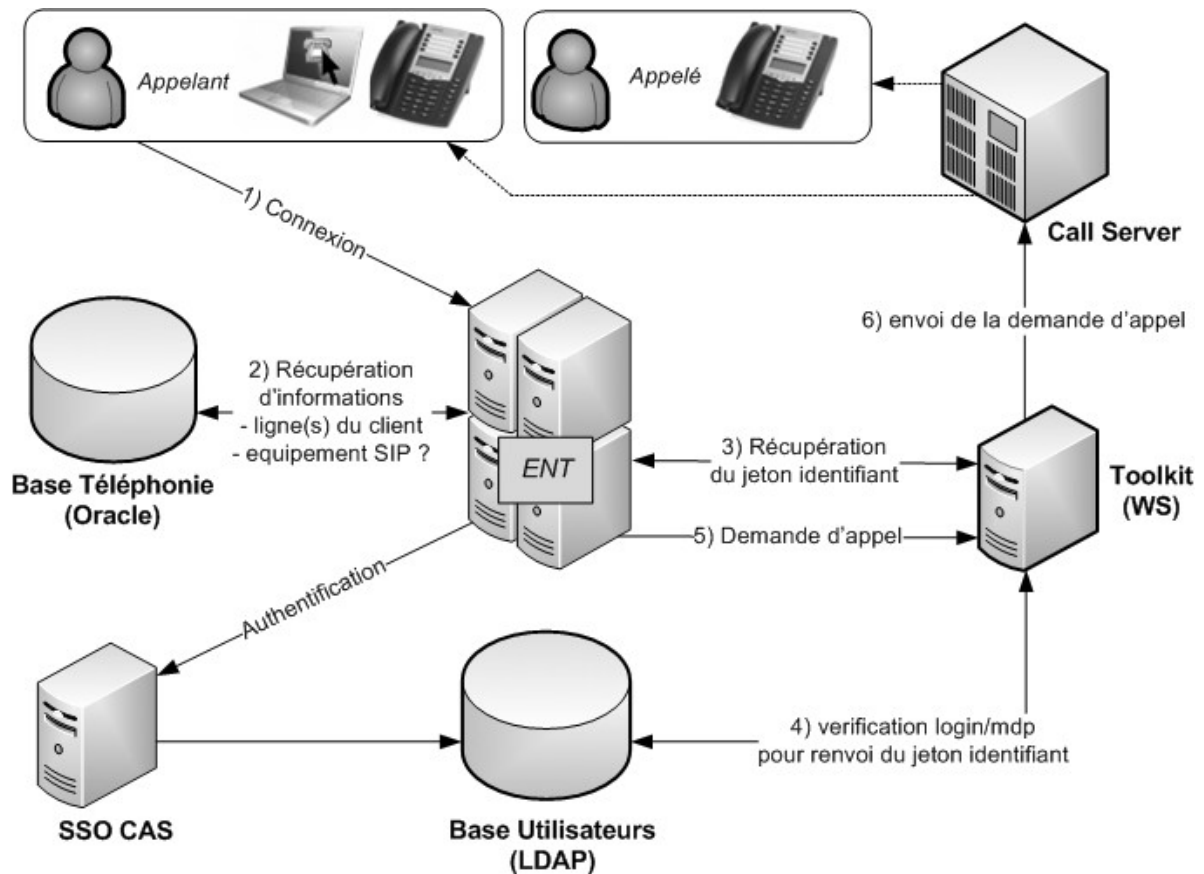 Appelant
Appelé
1) Connexion
Call Server
6) envoi de la demande d'appel
2) Récupération
d'informations
- ligne(s) du client
- equipement SIP ?
Base Téléphonie
(Oracle)
ENT
3) Récupération
du jeton identifiant
Toolkit
(WS)
5) Demande d'appel
Authentification
4) verification login/mdp
pour renvoi du jeton identifiant
SSO CAS
Base Utilisateurs
(LDAP)